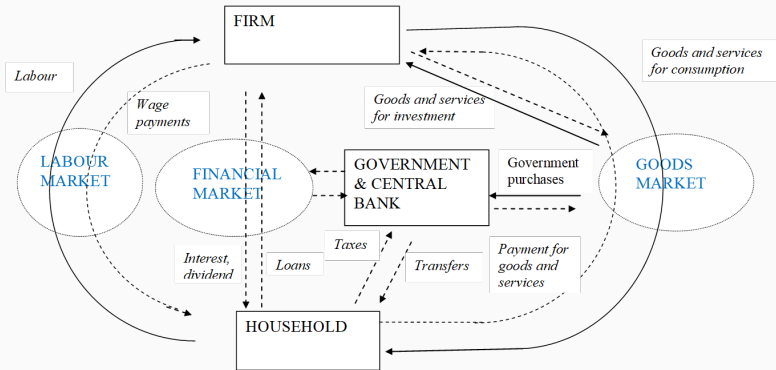 FIRM
Labour
Goods and services
for consumption
Wage
payments
Goods and services
for investment
LABOUR
MARKET
FINANCIAL
MARKET
GOVERNMENT
& CENTRAL
BANK
Government
purchases
GOODS
MARKET
Interest,
dividend
Loans
Taxes
Transfers
Payment for
goods and
services
HOUSEHOLD